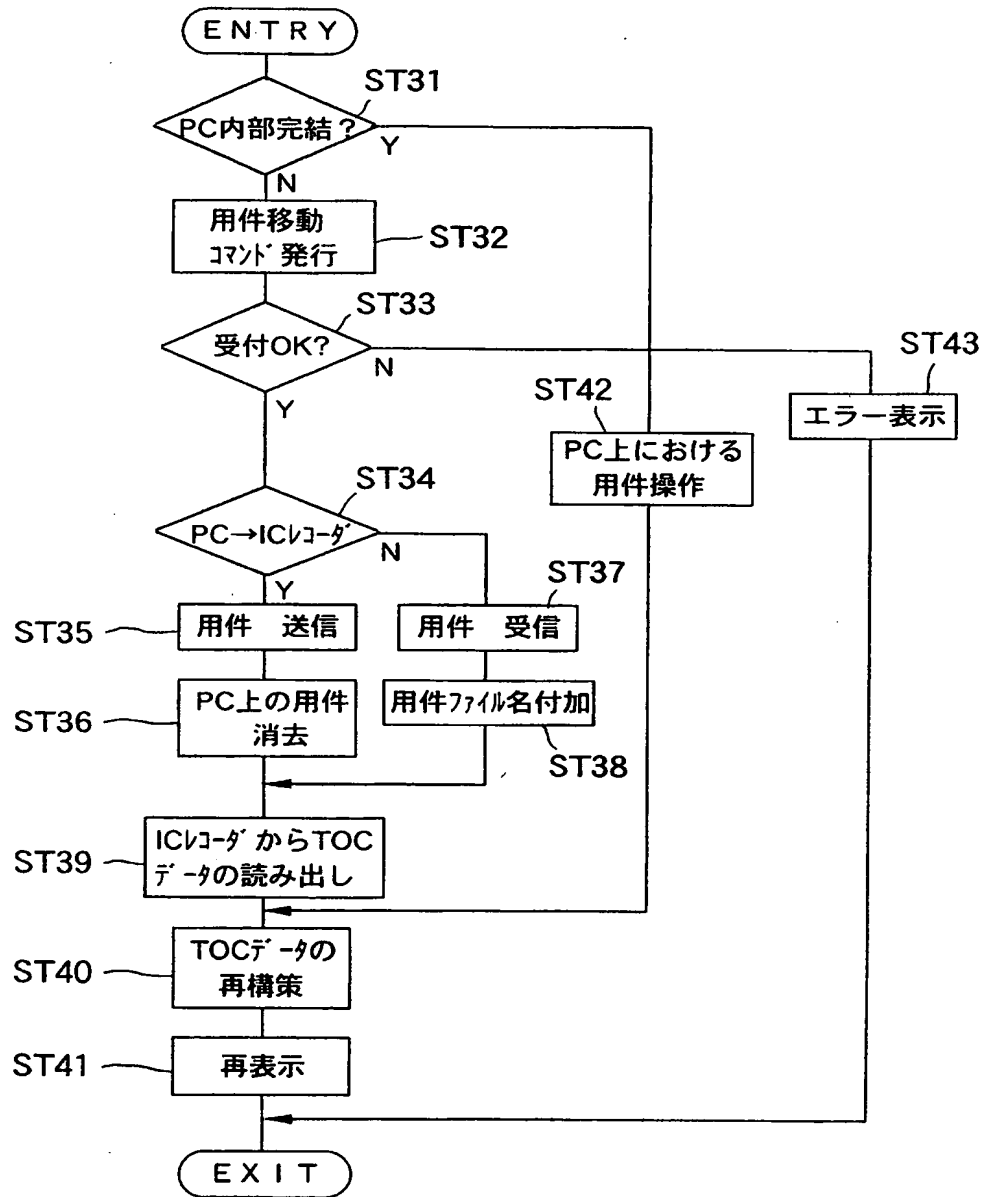 ENTRY
ST31
PC内部完結?
Y
N
用件移動
ｺﾏﾝﾄﾞ発行
ST32
ST33
受付OK?
N
Y
ST43
エラー表示
ST42
PC上における
用件操作
ST34
PC→ICﾚｺｰﾀﾞ
N
Y
ST37
ST35
用件 送信
用件 受信
ST36
PC上の用件
消去
用件ﾌｧｲﾙ名付加
ST38
ST39
ICﾚｺｰﾀﾞからTOC
データの読み出し
ST40
TOCﾃﾞｰﾀの
再構策
ST41
再表示
EXIT